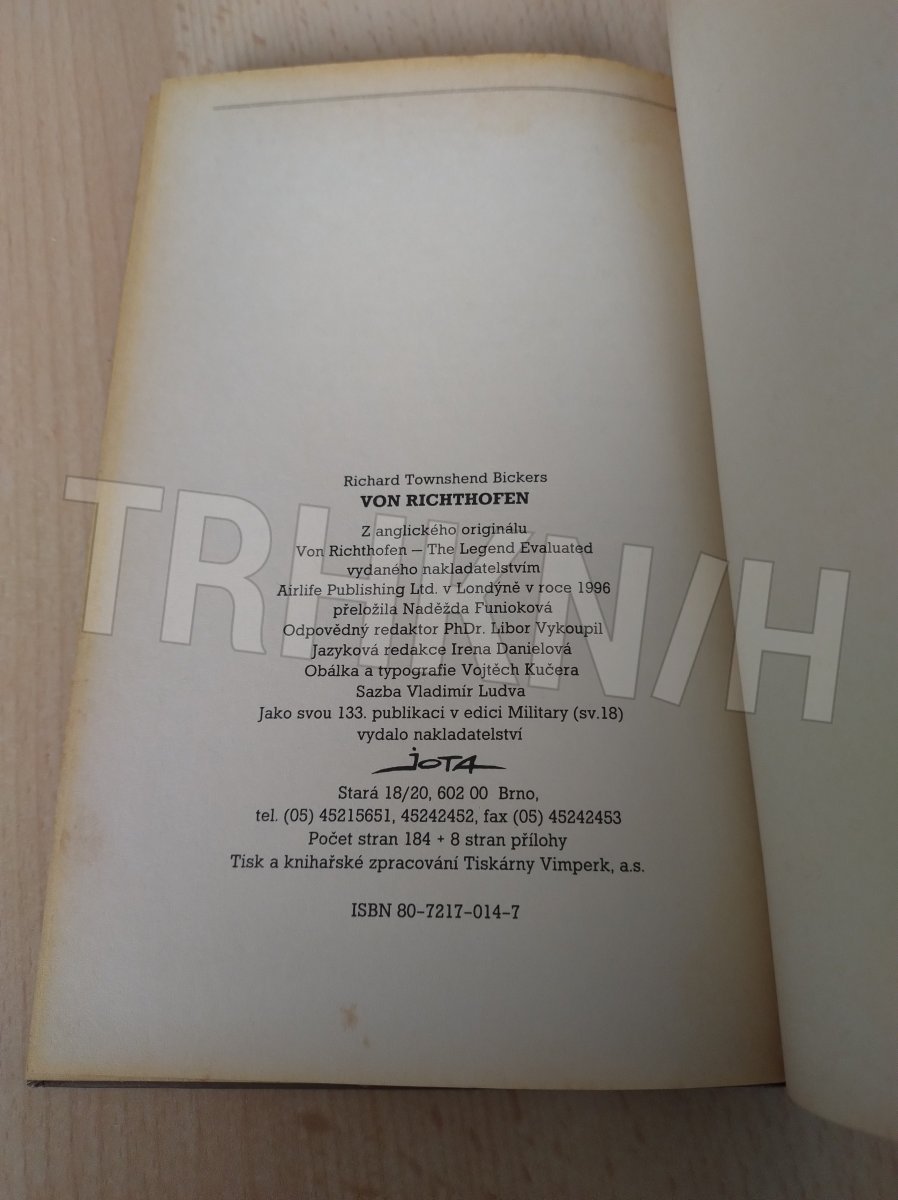 Richard Townshend Bickers
VON RICHTHOFEN
Z anglického originálu
Von Richthofen – The Legend Evaluated
vydaného nakladatelstvím
Airlife Publishing Ltd. v Londýně v roce 1996
přeložila Naděžda Funioková
Odpovědný redaktor PhDr. Libor Vykoupil
Jazyková redakce Irena Danielová
Obálka a typografie Vojtěch Kučera
Sazba Vladimír Ludva
Jako svou 133. publikaci v edici Military (sv.18)
vydalo nakladatelství
JOTA
Stará 18/20, 602 00 Brno,
tel. (05) 45215651, 45242452, fax (05) 45242453
Počet stran 184 + 8 stran přílohy
Tisk a knihařské zpracování Tiskárny Vimperk, a.s.
ISBN 80-7217-014-7
TRHKNIH